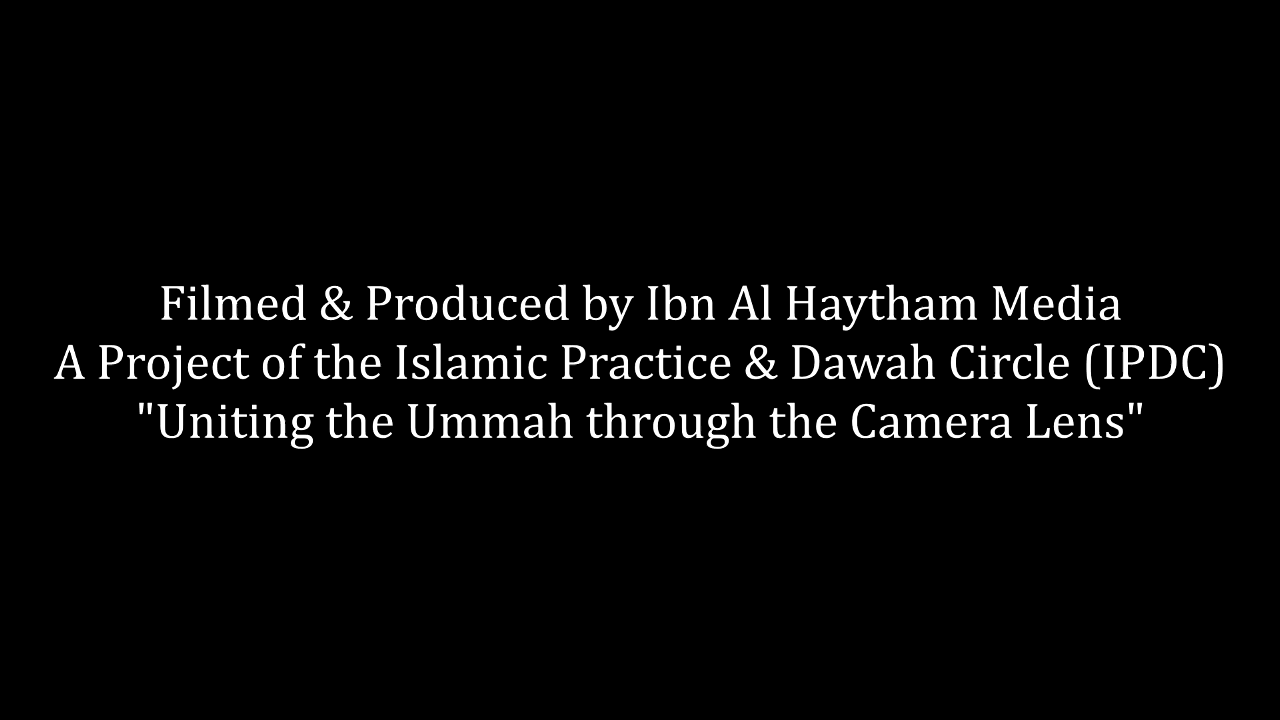 Filmed & Produced by Ibn Al Haytham Media
A Project of the Islamic Practice & Dawah Circle (IPDC)
"Uniting the Ummah through the Camera Lens"